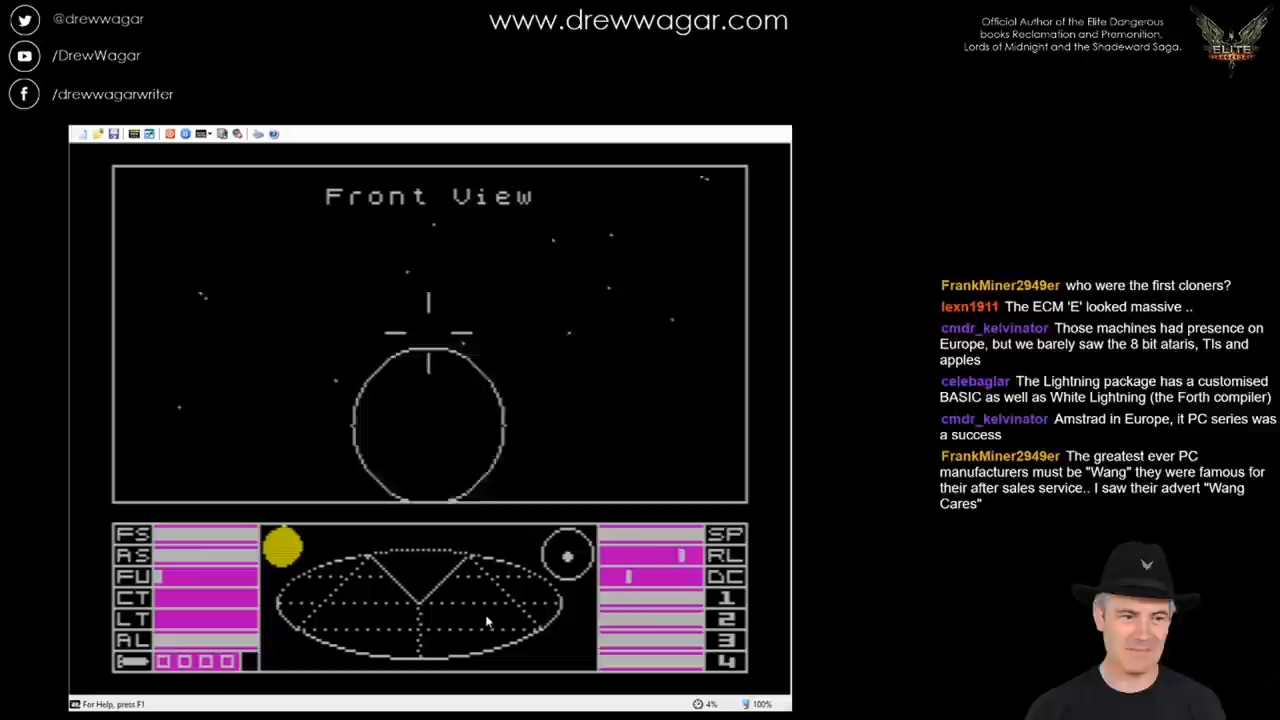 @drewwagar
/DrewWagar
/drewwagarwriter
www.drewwagar.com
Official Author of the Elite Dangerous
books Reclamation and Premonition,
Lords of Midnight and the Shadeward Saga.
ELITE
Front View
FS
AS
FU
CT
LT
AL
SP
RL
DC
1
2
3
4
For Help, press F1
4%
100%
FrankMiner2949er who were the first cloners?
lexn1911 The ECM 'E' looked massive ..
cmdr_kelvinator Those machines had presence on
Europe, but we barely saw the 8 bit ataris, TIs and
apples
celebaglar The Lightning package has a customised
BASIC as well as White Lightning (the Forth compiler)
cmdr_kelvinator Amstrad in Europe, it PC series was
a success
FrankMiner2949er The greatest ever PC
manufacturers must be "Wang" they were famous for
their after sales service.. I saw their advert "Wang
Cares"